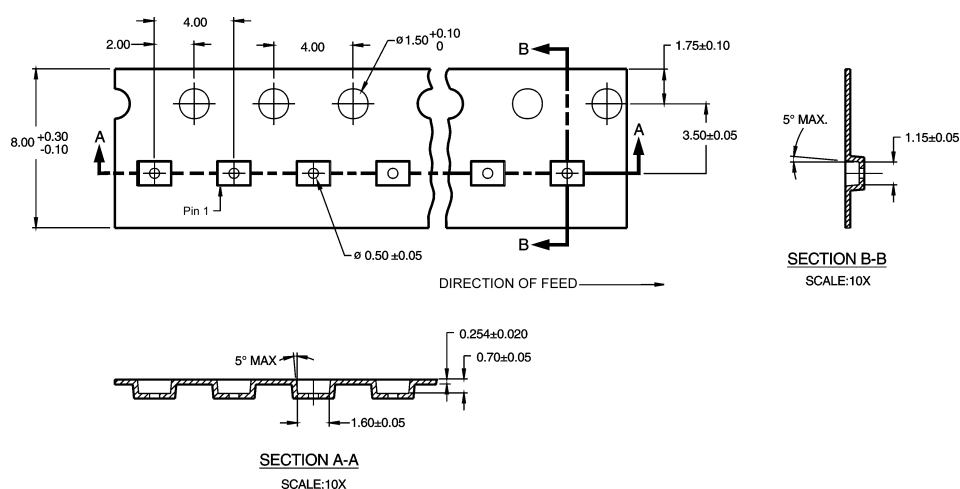 4.00
2.00
4.00
ø1.50 +0.10
0
B
1.75±0.10
8.00 +0.30
-0.10
A
A
3.50±0.05
5° MAX.
1.15±0.05
Pin 1
B
ø 0.50 ±0.05
SECTION B-B
SCALE:10X
DIRECTION OF FEED
0.254±0.020
5° MAX
0.70±0.05
1.60±0.05
SECTION A-A
SCALE:10X